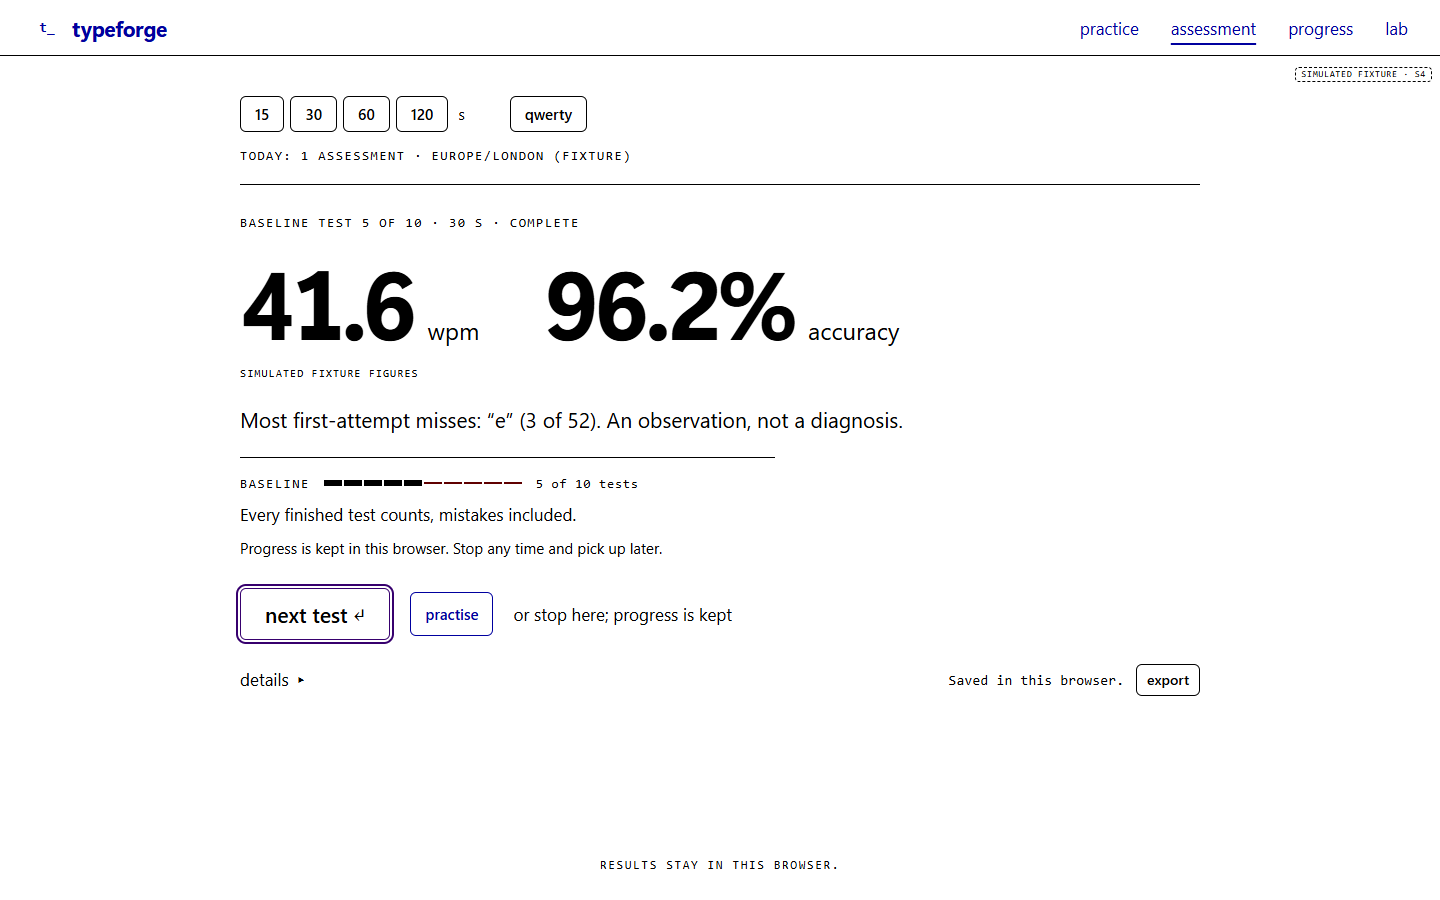 t_ typeforge practice assessment progress lab
SIMULATED FIXTURE · S4
15 30 60 120 s qwerty
TODAY: 1 ASSESSMENT · EUROPE/LONDON (FIXTURE)
BASELINE TEST 5 OF 10 · 30 S · COMPLETE
41.6 wpm 96.2% accuracy
SIMULATED FIXTURE FIGURES
Most first-attempt misses: “e” (3 of 52). An observation, not a diagnosis.
BASELINE 5 of 10 tests
Every finished test counts, mistakes included.
Progress is kept in this browser. Stop any time and pick up later.
next test ↵ practise or stop here; progress is kept
details ▸ Saved in this browser. export
RESULTS STAY IN THIS BROWSER.